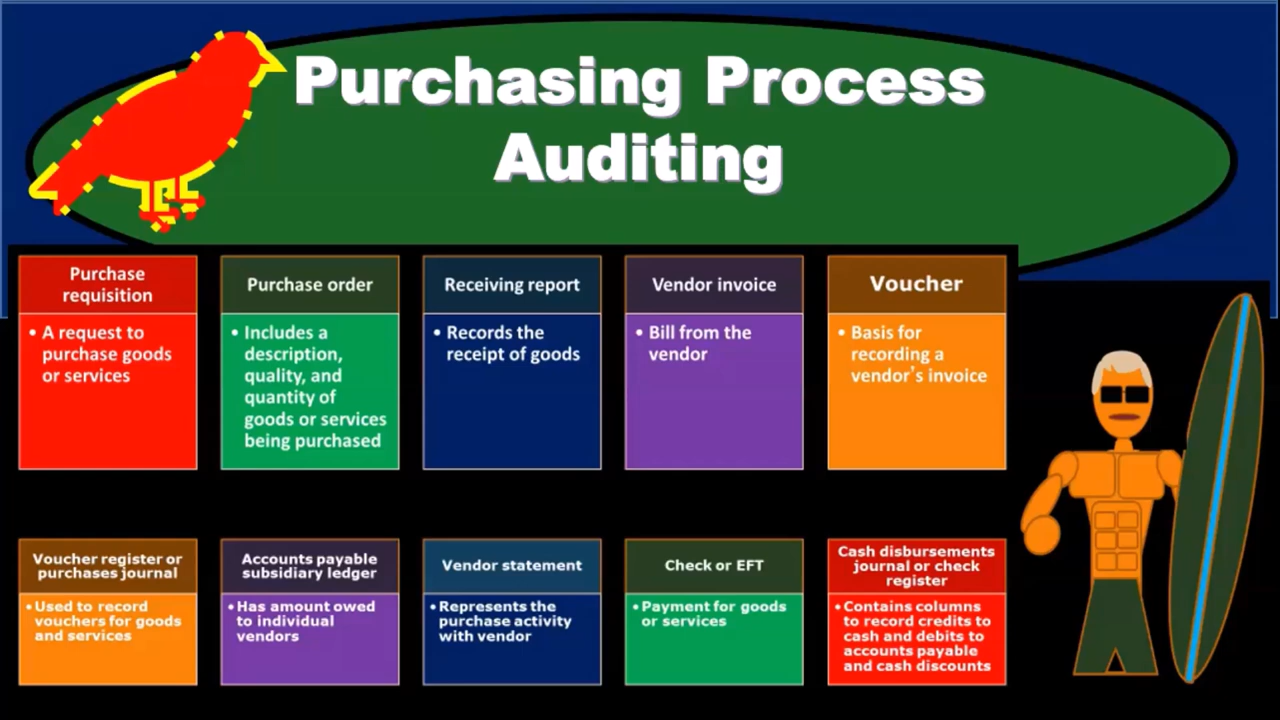 Purchasing Process
Auditing
Purchase
requisition
• A request to
purchase goods
or services
Purchase order
• Includes a
description,
quality, and
quantity of
goods or services
being purchased
Receiving report
• Records the
receipt of goods
Vendor invoice
• Bill from the
vendor
Voucher
• Basis for
recording a
vendor’s invoice
Voucher register or
purchases journal
• Used to record
vouchers for goods
and services
Accounts payable
subsidiary ledger
• Has amount owed
to individual
vendors
Vendor statement
• Represents the
purchase activity
with vendor
Check or EFT
• Payment for goods
or services
Cash disbursements
journal or check
register
• Contains columns
to record credits to
cash and debits to
accounts payable
and cash discounts